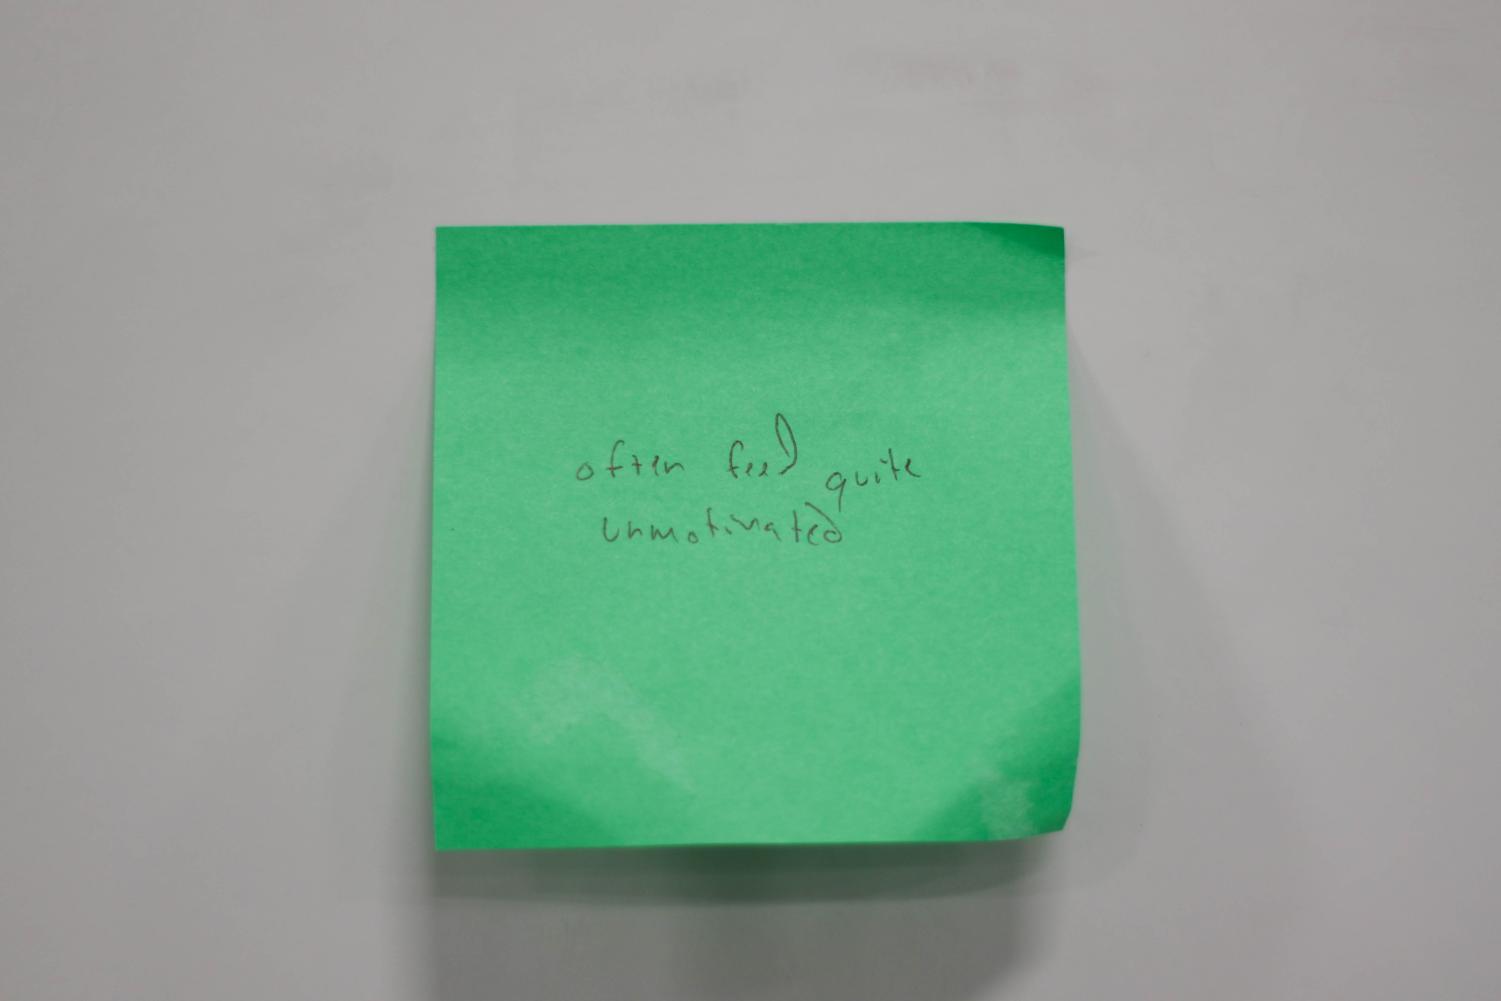 often feel quite
unmotivated